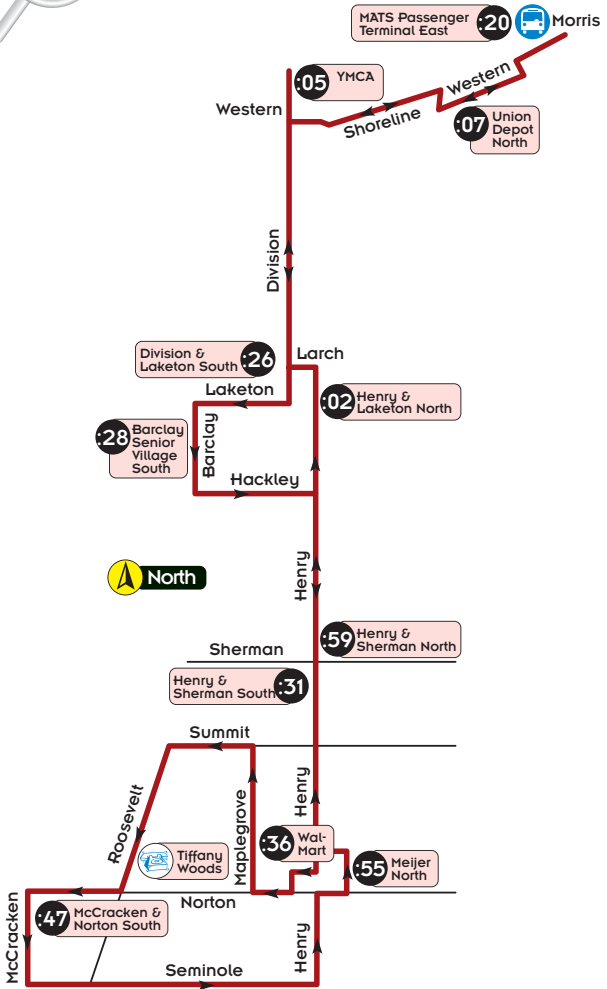 MATS Passenger
Terminal East
:20
Morris
:05
YMCA
Western
Western
Shoreline
:07
Union
Depot
North
Division
Division &
Laketon South
:26
Larch
Laketon
:02
Henry &
Laketon North
:28
Barclay
Senior
Village
South
Barclay
Hackley
North
Henry
:59
Henry &
Sherman North
Sherman
Henry &
Sherman South
:31
Summit
Roosevelt
Maplegrove
Henry
:36
Wal-
Mart
Tiffany
Woods
:55
Meijer
North
McCracken
:47
McCracken &
Norton South
Norton
Henry
Seminole